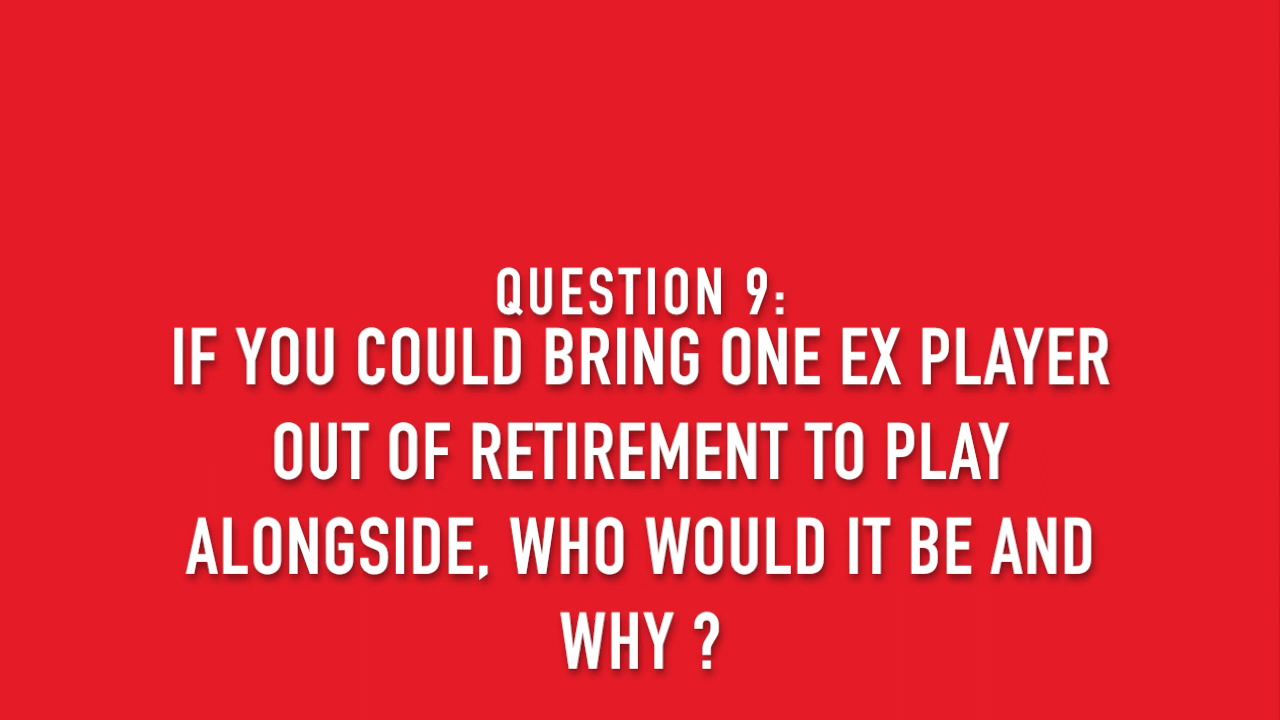 QUESTION 9:
IF YOU COULD BRING ONE EX PLAYER
OUT OF RETIREMENT TO PLAY
ALONGSIDE, WHO WOULD IT BE AND
WHY ?